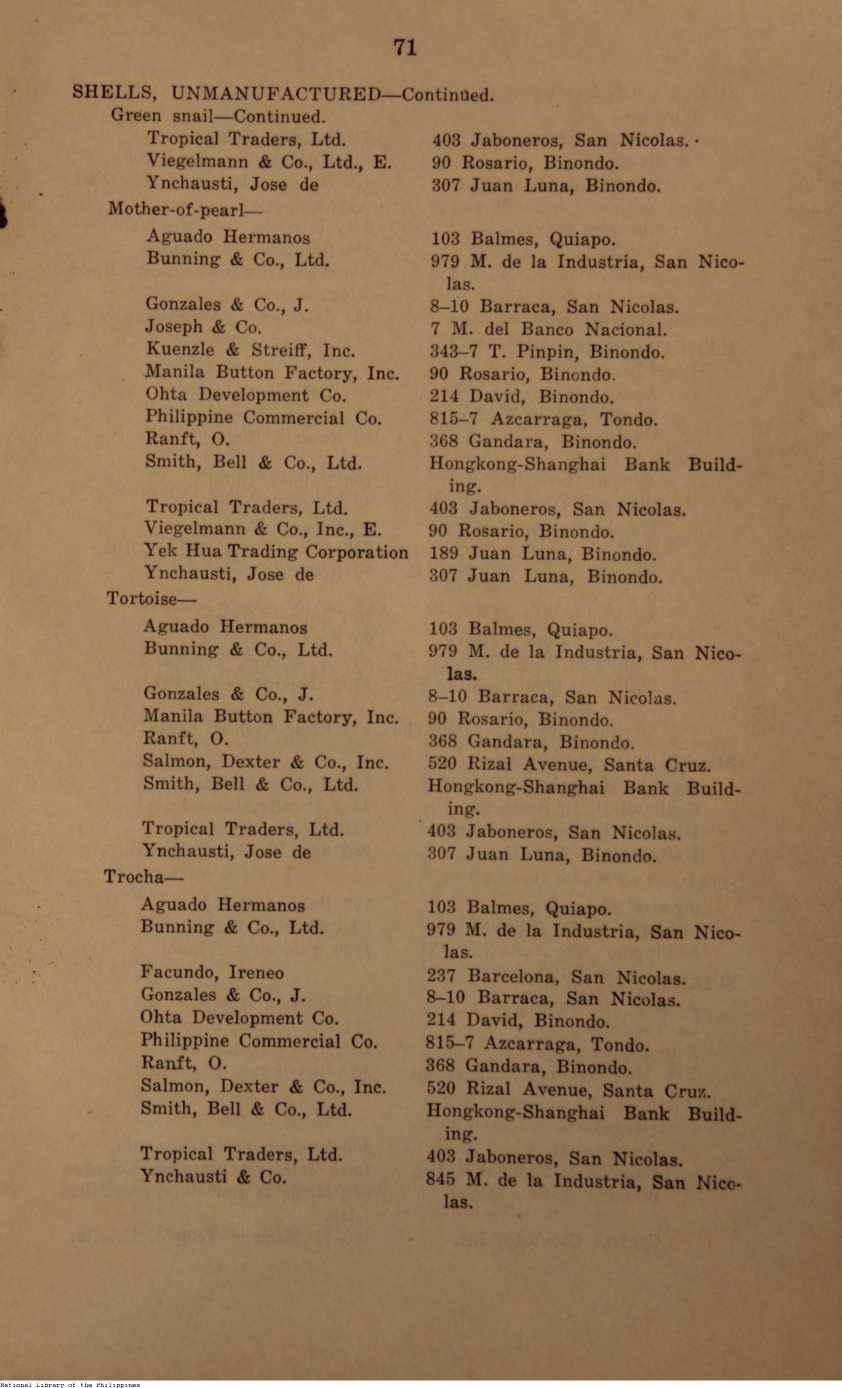 71
SHELLS, UNMANUFACTURED—Continued.
Green snail—Continued.
Tropical Traders, Ltd. 403 Jaboneros, San Nicolas.
Viegelmann & Co., Ltd., E. 90 Rosario, Binondo.
Ynchausti, Jose de 307 Juan Luna, Binondo.
Mother-of-pearl—
Aguado Hermanos 103 Balmes, Quiapo.
Bunning & Co., Ltd. 979 M. de la Industria, San Nico-
las.
Gonzales & Co., J. 8–10 Barraca, San Nicolas.
Joseph & Co. 7 M. del Banco Nacional.
Kuenzle & Streiff, Inc. 343–7 T. Pinpin, Binondo.
Manila Button Factory, Inc. 90 Rosario, Binondo.
Ohta Development Co. 214 David, Binondo.
Philippine Commercial Co. 815–7 Azcarraga, Tondo.
Ranft, O. 368 Gandara, Binondo.
Smith, Bell & Co., Ltd. Hongkong-Shanghai Bank Build-
ing.
Tropical Traders, Ltd. 403 Jaboneros, San Nicolas.
Viegelmann & Co., Inc., E. 90 Rosario, Binondo.
Yek Hua Trading Corporation 189 Juan Luna, Binondo.
Ynchausti, Jose de 307 Juan Luna, Binondo.
Tortoise—
Aguado Hermanos 103 Balmes, Quiapo.
Bunning & Co., Ltd. 979 M. de la Industria, San Nico-
las.
Gonzales & Co., J. 8–10 Barraca, San Nicolas.
Manila Button Factory, Inc. 90 Rosario, Binondo.
Ranft, O. 368 Gandara, Binondo.
Salmon, Dexter & Co., Inc. 520 Rizal Avenue, Santa Cruz.
Smith, Bell & Co., Ltd. Hongkong-Shanghai Bank Build-
ing.
Tropical Traders, Ltd. 403 Jaboneros, San Nicolas.
Ynchausti, Jose de 307 Juan Luna, Binondo.
Trocha—
Aguado Hermanos 103 Balmes, Quiapo.
Bunning & Co., Ltd. 979 M. de la Industria, San Nico-
las.
Facundo, Ireneo 237 Barcelona, San Nicolas.
Gonzales & Co., J. 8–10 Barraca, San Nicolas.
Ohta Development Co. 214 David, Binondo.
Philippine Commercial Co. 815–7 Azcarraga, Tondo.
Ranft, O. 368 Gandara, Binondo.
Salmon, Dexter & Co., Inc. 520 Rizal Avenue, Santa Cruz.
Smith, Bell & Co., Ltd. Hongkong-Shanghai Bank Build-
ing.
Tropical Traders, Ltd. 403 Jaboneros, San Nicolas.
Ynchausti & Co. 845 M. de la Industria, San Nico-
las.
National Library of the Philippines